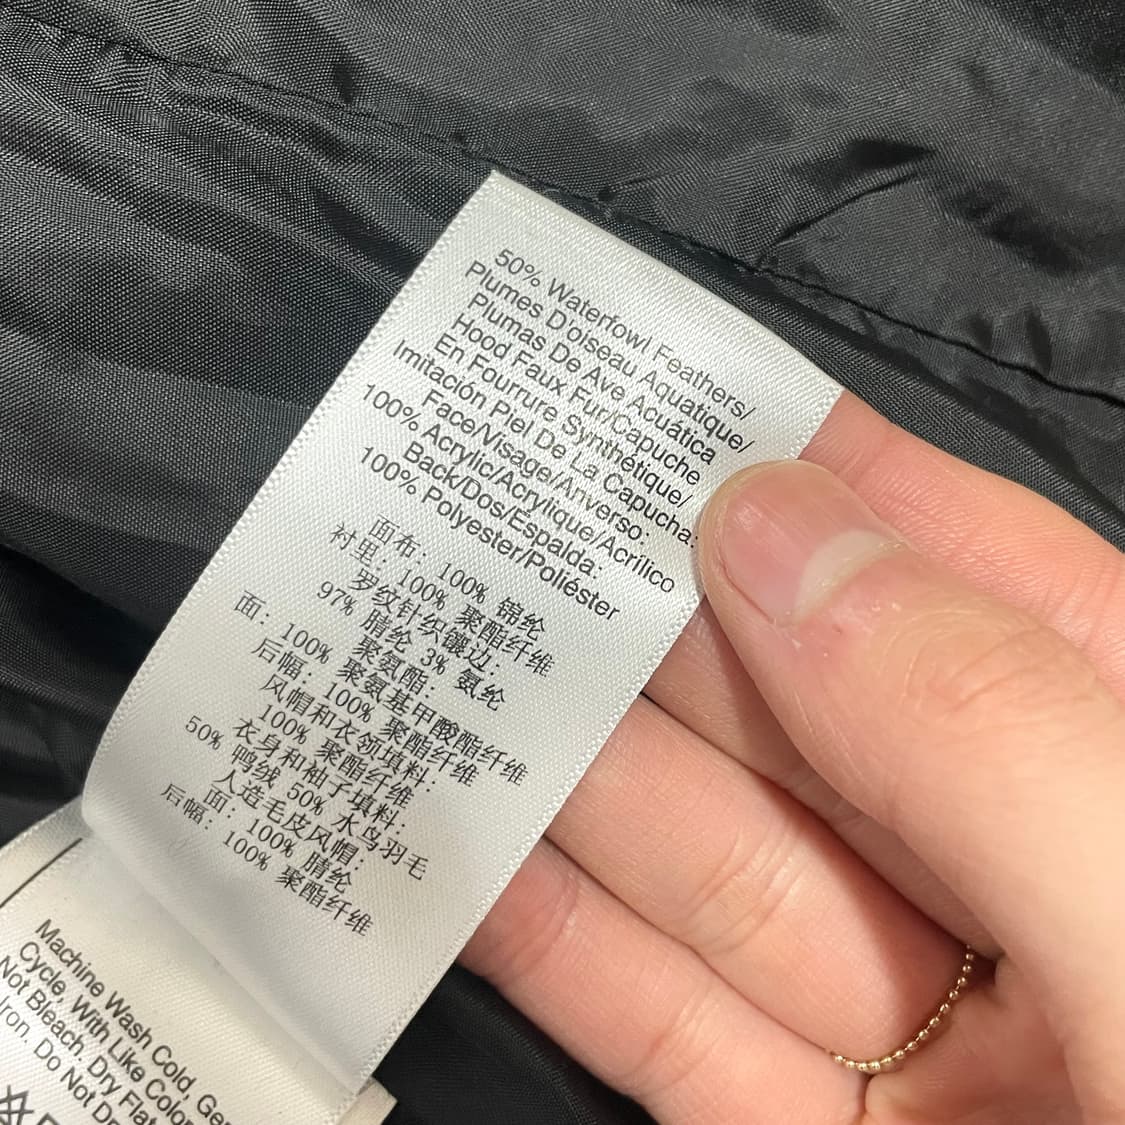 50% Waterfowl Feathers/
Plumes D'oiseau Aquatique/
Plumas De Ave Acuática
Hood Faux Fur/Capuche
En Fourrure Synthétique/
Imitación Piel De La Capucha:
Face/Visage/Anverso:
100% Acrylic/Acrylique/Acrílico
Back/Dos/Espalda:
100% Polyester/Poliéster
面布: 100% 锦纶
衬里: 100% 聚酯纤维
罗纹针织镶边:
97% 腈纶 3% 氨纶
聚氨酯:
面: 100% 聚氨基甲酸酯纤维
后幅: 100% 聚酯纤维
风帽和衣领填料:
100% 聚酯纤维
衣身和袖子填料:
50% 鸭绒 50% 水鸟羽毛
人造毛皮风帽:
面: 100% 腈纶
后幅: 100% 聚酯纤维
Machine Wash Cold,
Cycle, With Like
Not Bleach. Dry Flat
Iron. Do Not